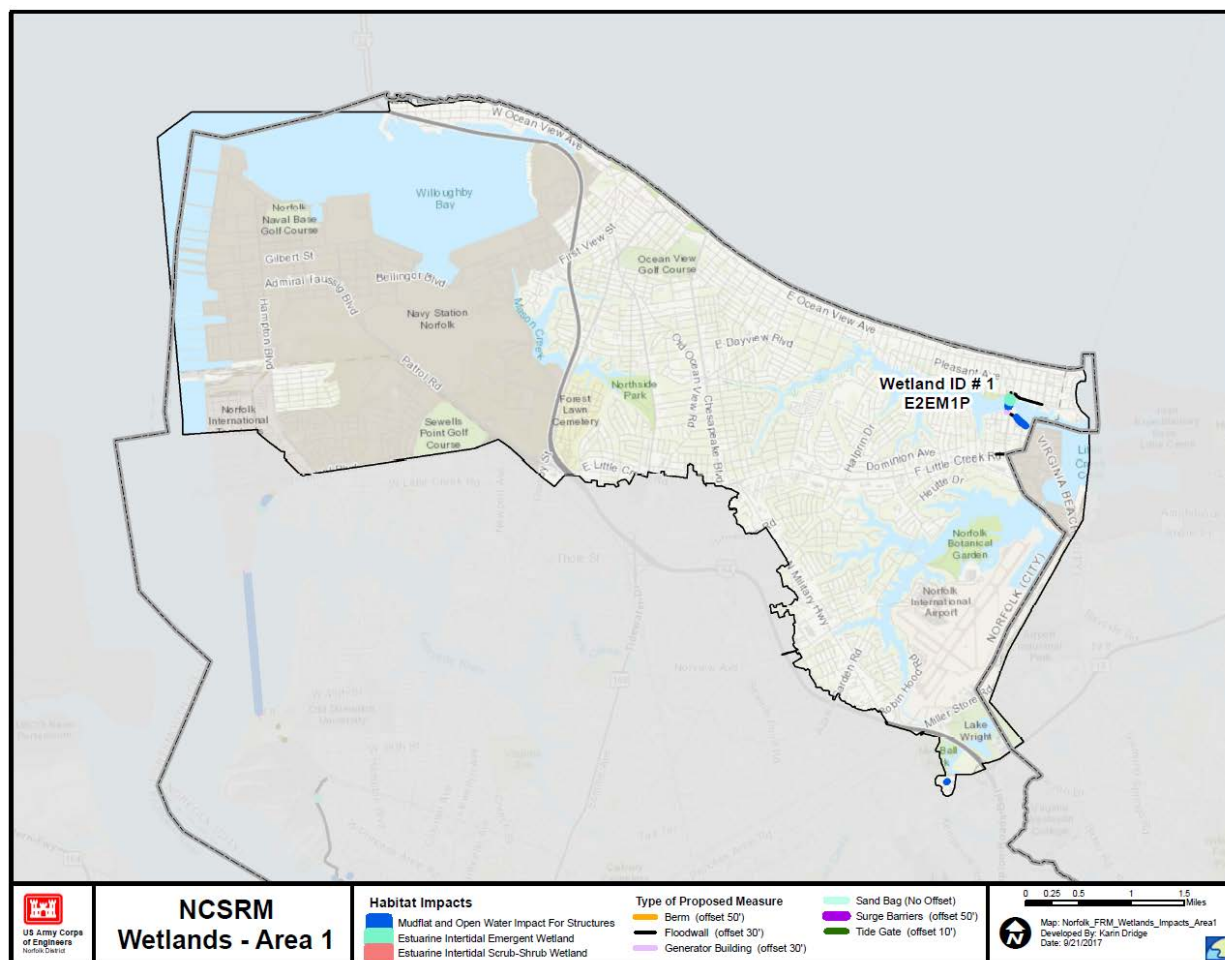 W Ocean View Ave
Willoughby
Bay
Norfolk
Naval Base
Golf Course
Gilbert St
Admiral Taussig Blvd
Bellinger Blvd
Hampton Blvd
Navy Station
Norfolk
Mason Creek
First View St
Ocean View
Golf Course
E Ocean View Ave
E Bayview Blvd
Old Ocean View Rd
Chesapeake Blvd
Pleasant Ave
Wetland ID # 1
E2EM1P
Patrol Rd
Northside
Park
Forest
Lawn
Cemetery
Norfolk
International
Sewells
Point Golf
Course
Halprin Dr
Dominion Ave
E Little Creek Rd
Heutte Dr
E Little
VIRGINIA BEACH
Norfolk
Botanical
Garden
Norfolk
International
Airport
NORFOLK (CITY)
N Military Hwy
Robin Hood Rd
Miller Store Rd
Lake
Wright
US Army Corps
of Engineers
Norfolk District
NCSRM
Wetlands - Area 1
Habitat Impacts
Mudflat and Open Water Impact For Structures
Estuarine Intertidal Emergent Wetland
Estuarine Intertidal Scrub-Shrub Wetland
Type of Proposed Measure
Berm (offset 50')
Floodwall (offset 30')
Generator Building (offset 30')
Sand Bag (No Offset)
Surge Barriers (offset 50')
Tide Gate (offset 10')
0 0.25 0.5 1 1.5
Miles
N
Map: Norfolk_FRM_Wetlands_Impacts_Area1
Developed By: Karin Dridge
Date: 9/21/2017